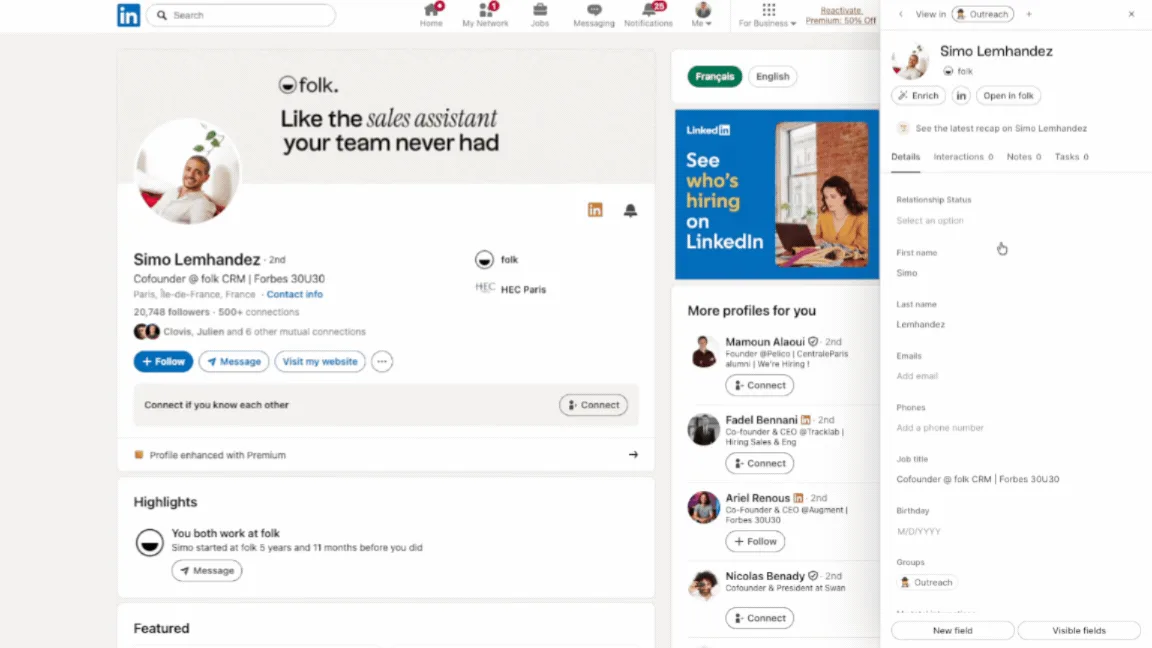 in
Search
4
1
25
Home
My Network
Jobs
Messaging
Notifications
Me
For Business
Reactivate
Premium: 50% Off
folk.
Like the sales assistant
your team never had
in
Simo Lemhandez · 2nd
Cofounder @ folk CRM | Forbes 30U30
Paris, Île-de-France, France · Contact info
20,748 followers · 500+ connections
Clovis, Julien and 6 other mutual connections
folk
HEC HEC Paris
+ Follow
Message
Visit my website
Connect if you know each other
Connect
Profile enhanced with Premium
Highlights
You both work at folk
Simo started at folk 5 years and 11 months before you did
Message
Featured
Français
English
Linkedin
See
who's
hiring
on
LinkedIn
More profiles for you
Mamoun Alaoui · 2nd
Founder @Pelico | CentraleParis
alumni | We're Hiring !
Connect
Fadel Bennani in · 2nd
Co-founder & CEO @Tracklab |
Hiring Sales & Eng
Connect
Ariel Renous in · 2nd
Co-Founder & CEO @Augment |
Forbes 30U30
+ Follow
Nicolas Benady · 2nd
Cofounder & President at Swan
Connect
View in Outreach +
Simo Lemhandez
folk
Enrich
in
Open in folk
See the latest recap on Simo Lemhandez
Details
Interactions 0
Notes 0
Tasks 0
Relationship Status
Select an option
First name
Simo
Last name
Lemhandez
Emails
Add email
Phones
Add a phone number
Job title
Cofounder @ folk CRM | Forbes 30U30
Birthday
M/D/YYYY
Groups
Outreach
New field
Visible fields